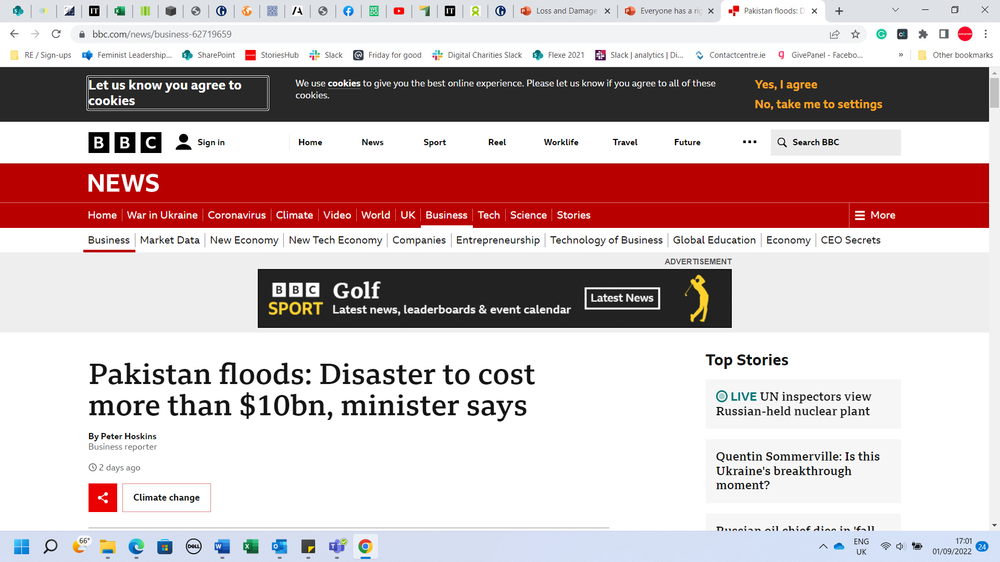 Loss and Damage
Everyone has a rig
Pakistan floods: D
bbc.com/news/business-62719659
RE / Sign-ups
Feminist Leadership...
SharePoint
StoriesHub
Slack
Friday for good
Digital Charities Slack
Flexe 2021
Slack | analytics | Di...
Contactcentre.ie
GivePanel - Facebo...
»
Other bookmarks
Let us know you agree to
cookies
We use cookies to give you the best online experience. Please let us know if you agree to all of these
cookies.
Yes, I agree
No, take me to settings
BBC
Sign in
Home
News
Sport
Reel
Worklife
Travel
Future
Search BBC
NEWS
Home
War in Ukraine
Coronavirus
Climate
Video
World
UK
Business
Tech
Science
Stories
More
Business
Market Data
New Economy
New Tech Economy
Companies
Entrepreneurship
Technology of Business
Global Education
Economy
CEO Secrets
ADVERTISEMENT
BBC
SPORT
Golf
Latest news, leaderboards & event calendar
Latest News
Pakistan floods: Disaster to cost
more than $10bn, minister says
By Peter Hoskins
Business reporter
2 days ago
Climate change
Top Stories
LIVE UN inspectors view
Russian-held nuclear plant
Quentin Sommerville: Is this
Ukraine's breakthrough
moment?
Russian oil chief dies in 'fall
66°
DELL
ENG
UK
17:01
01/09/2022
24